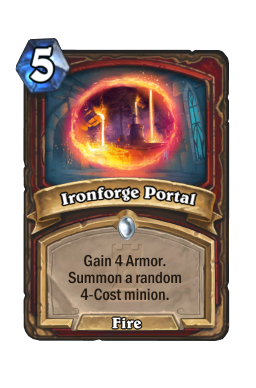 5
Ironforge Portal
Gain 4 Armor.
Summon a random
4-Cost minion.
Fire